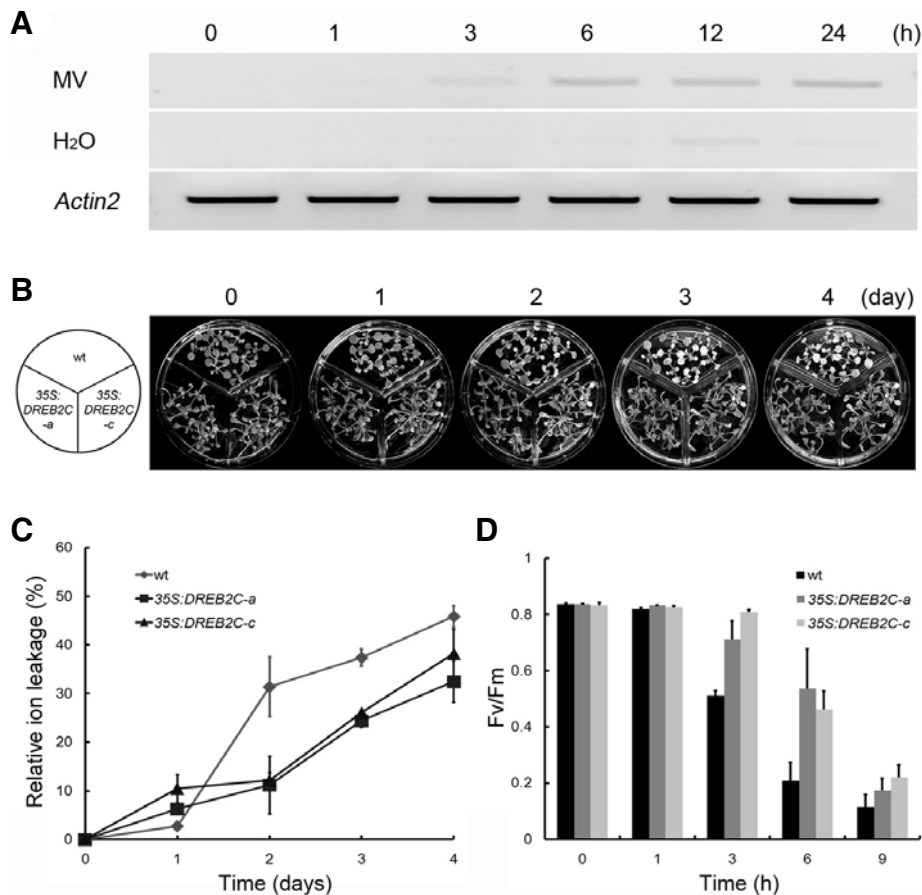 A
0 1 3 6 12 24 (h)
MV
H2O
Actin2
B
0 1 2 3 4 (day)
wt
35S:
DREB2C
-a
35S:
DREB2C
-c
C
60
50
40
30
20
10
0
0 1 2 3 4
Relative ion leakage (%)
Time (days)
wt
35S:DREB2C-a
35S:DREB2C-c
D
1
0.8
0.6
0.4
0.2
0
0 1 3 6 9
Fv/Fm
Time (h)
wt
35S:DREB2C-a
35S:DREB2C-c